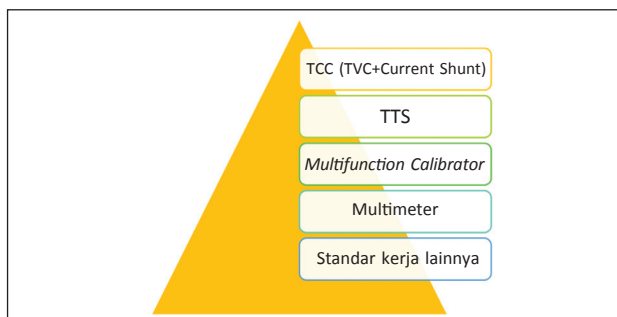 TCC (TVC+Current Shunt)
TTS
Multifunction Calibrator
Multimeter
Standar kerja lainnya